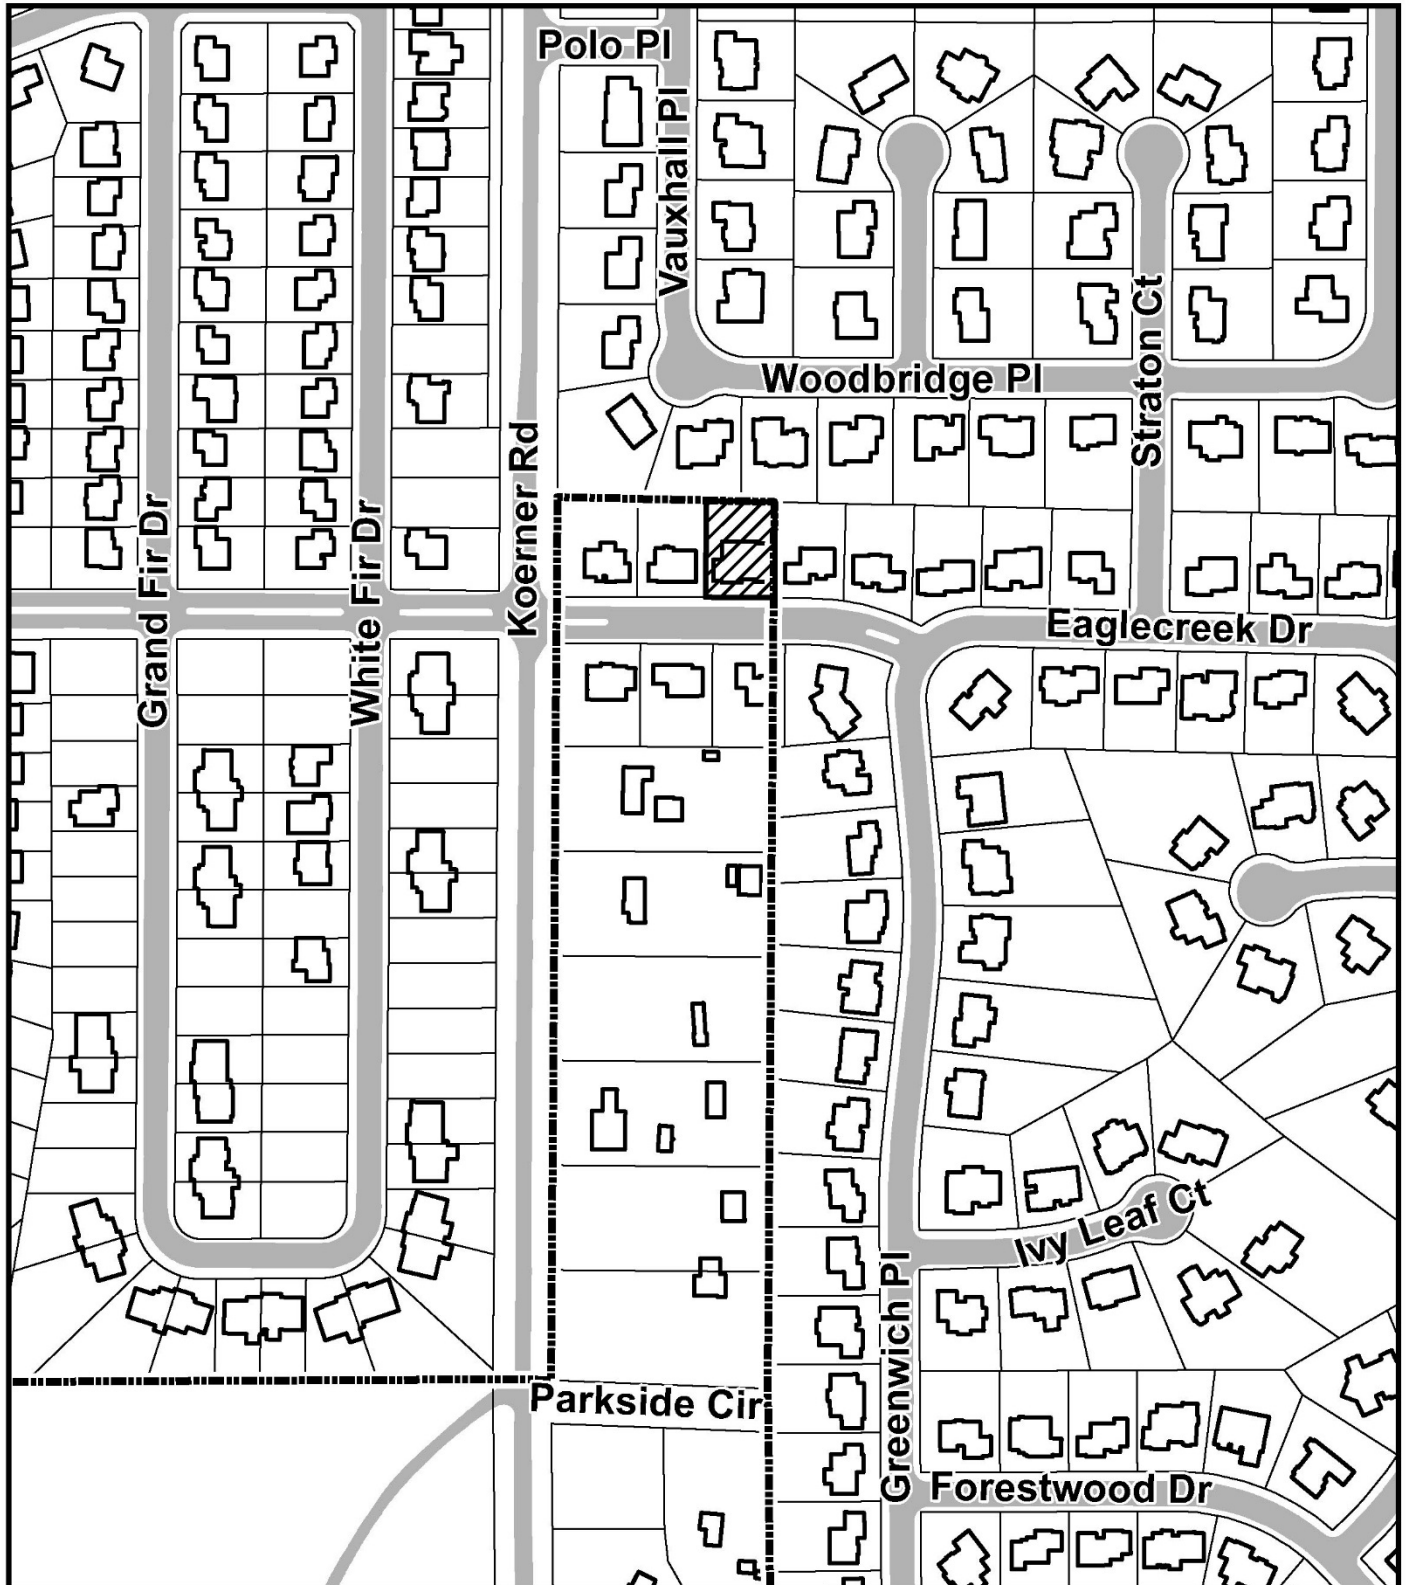 Polo Pl
Vauxhall Pl
Woodbridge Pl
Straton Ct
Koerner Rd
Grand Fir Dr
White Fir Dr
Eaglecreek Dr
Ivy Leaf Ct
Greenwich Pl
Parkside Cir
Forestwood Dr